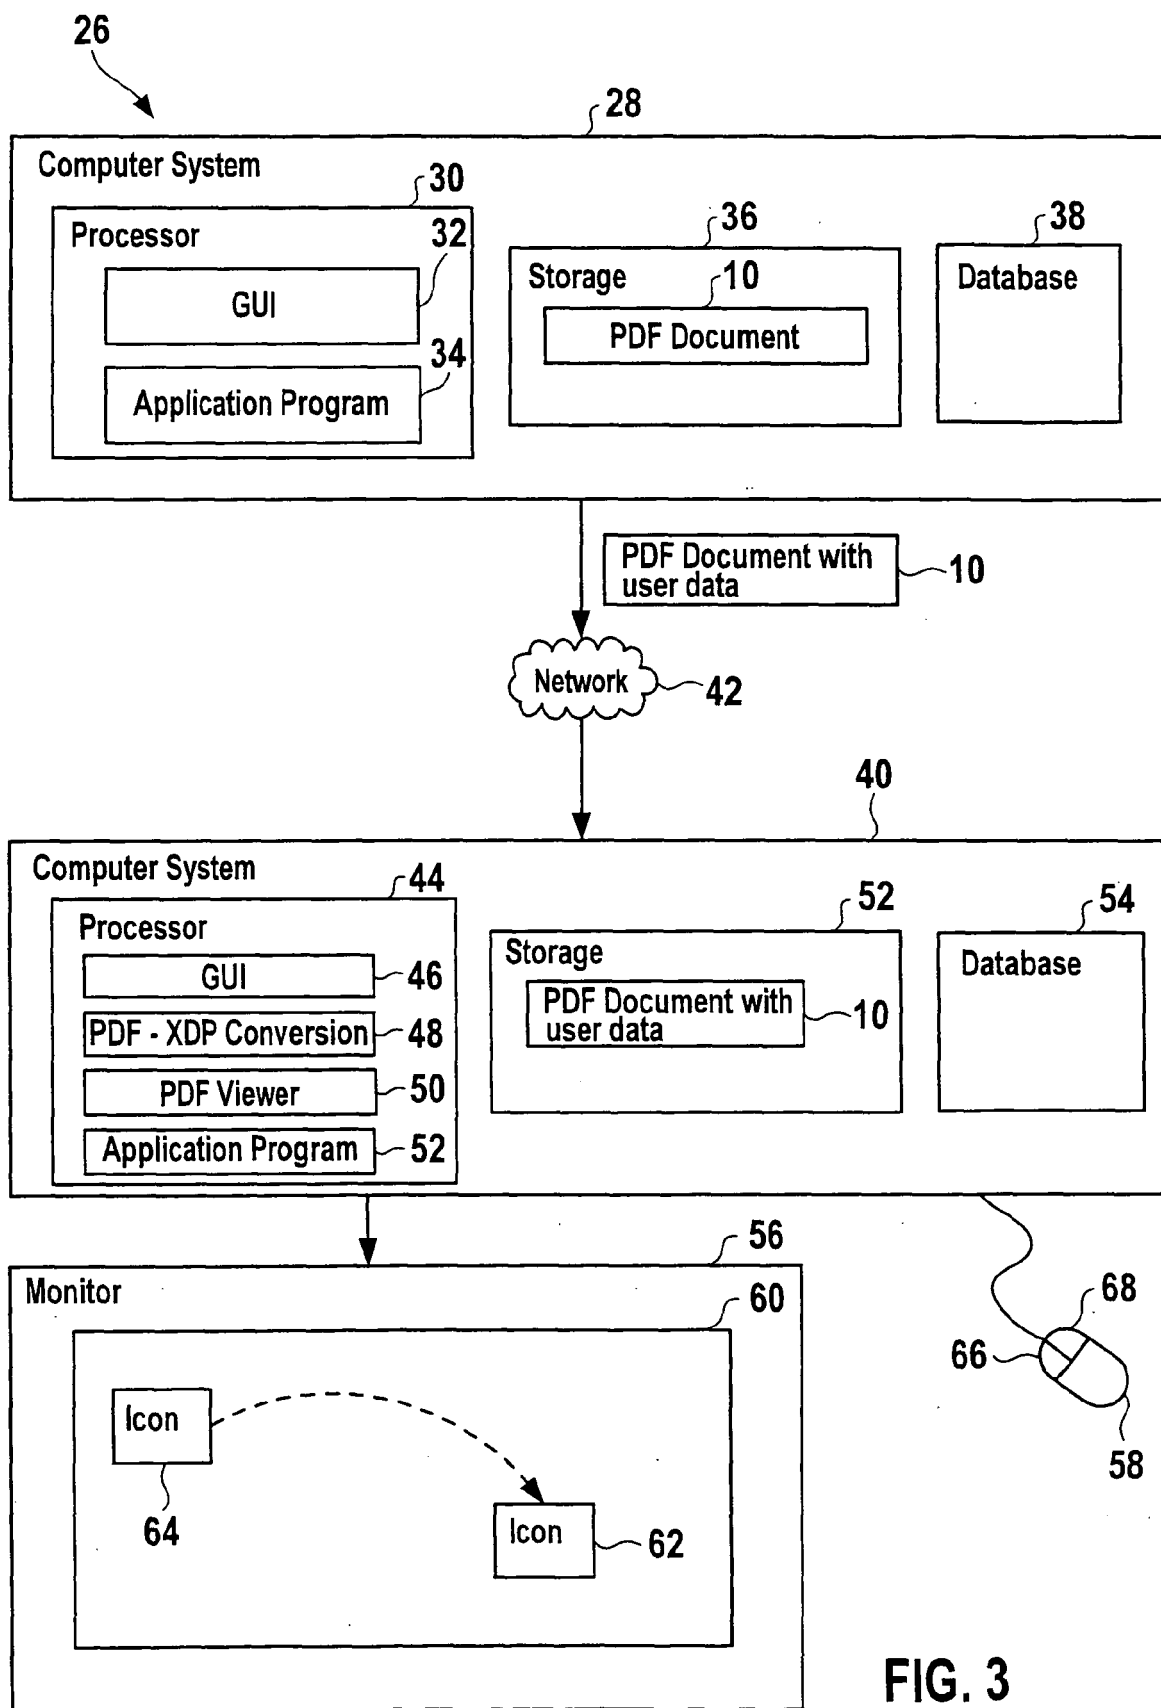 26
28
Computer System
30
Processor
32
GUI
34
Application Program
36
Storage
10
PDF Document
38
Database
PDF Document with
user data
10
Network
42
40
Computer System
44
Processor
GUI
46
PDF - XDP Conversion
48
PDF Viewer
50
Application Program
52
52
Storage
PDF Document with
user data
10
54
Database
56
Monitor
60
Icon
64
Icon
62
68
66
58
FIG. 3